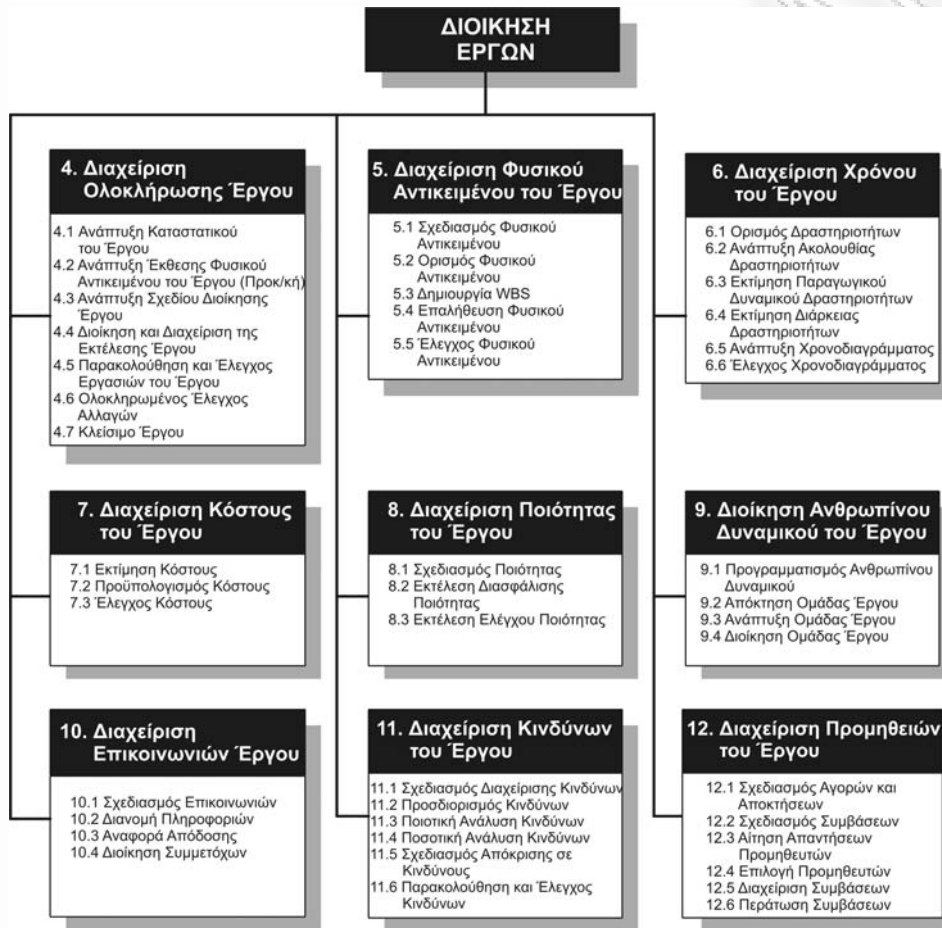 ΔΙΟΙΚΗΣΗ
ΕΡΓΩΝ
4. Διαχείριση
Ολοκλήρωσης Έργου
4.1 Ανάπτυξη Καταστατικού
του Έργου
4.2 Ανάπτυξη Έκθεσης Φυσικού
Αντικειμένου του Έργου (Προκ/κή)
4.3 Ανάπτυξη Σχεδίου Διοίκησης
Έργου
4.4 Διοίκηση και Διαχείριση της
Εκτέλεσης Έργου
4.5 Παρακολούθηση και Έλεγχος
Εργασιών του Έργου
4.6 Ολοκληρωμένος Έλεγχος
Αλλαγών
4.7 Κλείσιμο Έργου
5. Διαχείριση Φυσικού
Αντικειμένου του Έργου
5.1 Σχεδιασμός Φυσικού
Αντικειμένου
5.2 Ορισμός Φυσικού
Αντικειμένου
5.3 Δημιουργία WBS
5.4 Επαλήθευση Φυσικού
Αντικειμένου
5.5 Έλεγχος Φυσικού
Αντικειμένου
6. Διαχείριση Χρόνου
του Έργου
6.1 Ορισμός Δραστηριοτήτων
6.2 Ανάπτυξη Ακολουθίας
Δραστηριοτήτων
6.3 Εκτίμηση Παραγωγικού
Δυναμικού Δραστηριοτήτων
6.4 Εκτίμηση Διάρκειας
Δραστηριοτήτων
6.5 Ανάπτυξη Χρονοδιαγράμματος
6.6 Έλεγχος Χρονοδιαγράμματος
7. Διαχείριση Κόστους
του Έργου
7.1 Εκτίμηση Κόστους
7.2 Προϋπολογισμός Κόστους
7.3 Έλεγχος Κόστους
8. Διαχείριση Ποιότητας
του Έργου
8.1 Σχεδιασμός Ποιότητας
8.2 Εκτέλεση Διασφάλισης
Ποιότητας
8.3 Εκτέλεση Ελέγχου Ποιότητας
9. Διοίκηση Ανθρωπίνου
Δυναμικού του Έργου
9.1 Προγραμματισμός Ανθρωπίνου
Δυναμικού
9.2 Απόκτηση Ομάδας Έργου
9.3 Ανάπτυξη Ομάδας Έργου
9.4 Διοίκηση Ομάδας Έργου
10. Διαχείριση
Επικοινωνιών Έργου
10.1 Σχεδιασμός Επικοινωνιών
10.2 Διανομή Πληροφοριών
10.3 Αναφορά Απόδοσης
10.4 Διοίκηση Συμμετόχων
11. Διαχείριση Κινδύνων
του Έργου
11.1 Σχεδιασμός Διαχείρισης Κινδύνων
11.2 Προσδιορισμός Κινδύνων
11.3 Ποιοτική Ανάλυση Κινδύνων
11.4 Ποσοτική Ανάλυση Κινδύνων
11.5 Σχεδιασμός Απόκρισης σε
Κινδύνους
11.6 Παρακολούθηση και Έλεγχος
Κινδύνων
12. Διαχείριση Προμηθειών
του Έργου
12.1 Σχεδιασμός Αγορών και
Αποκτήσεων
12.2 Σχεδιασμός Συμβάσεων
12.3 Αίτηση Απαντήσεων
Προμηθευτών
12.4 Επιλογή Προμηθευτών
12.5 Διαχείριση Συμβάσεων
12.6 Περάτωση Συμβάσεων